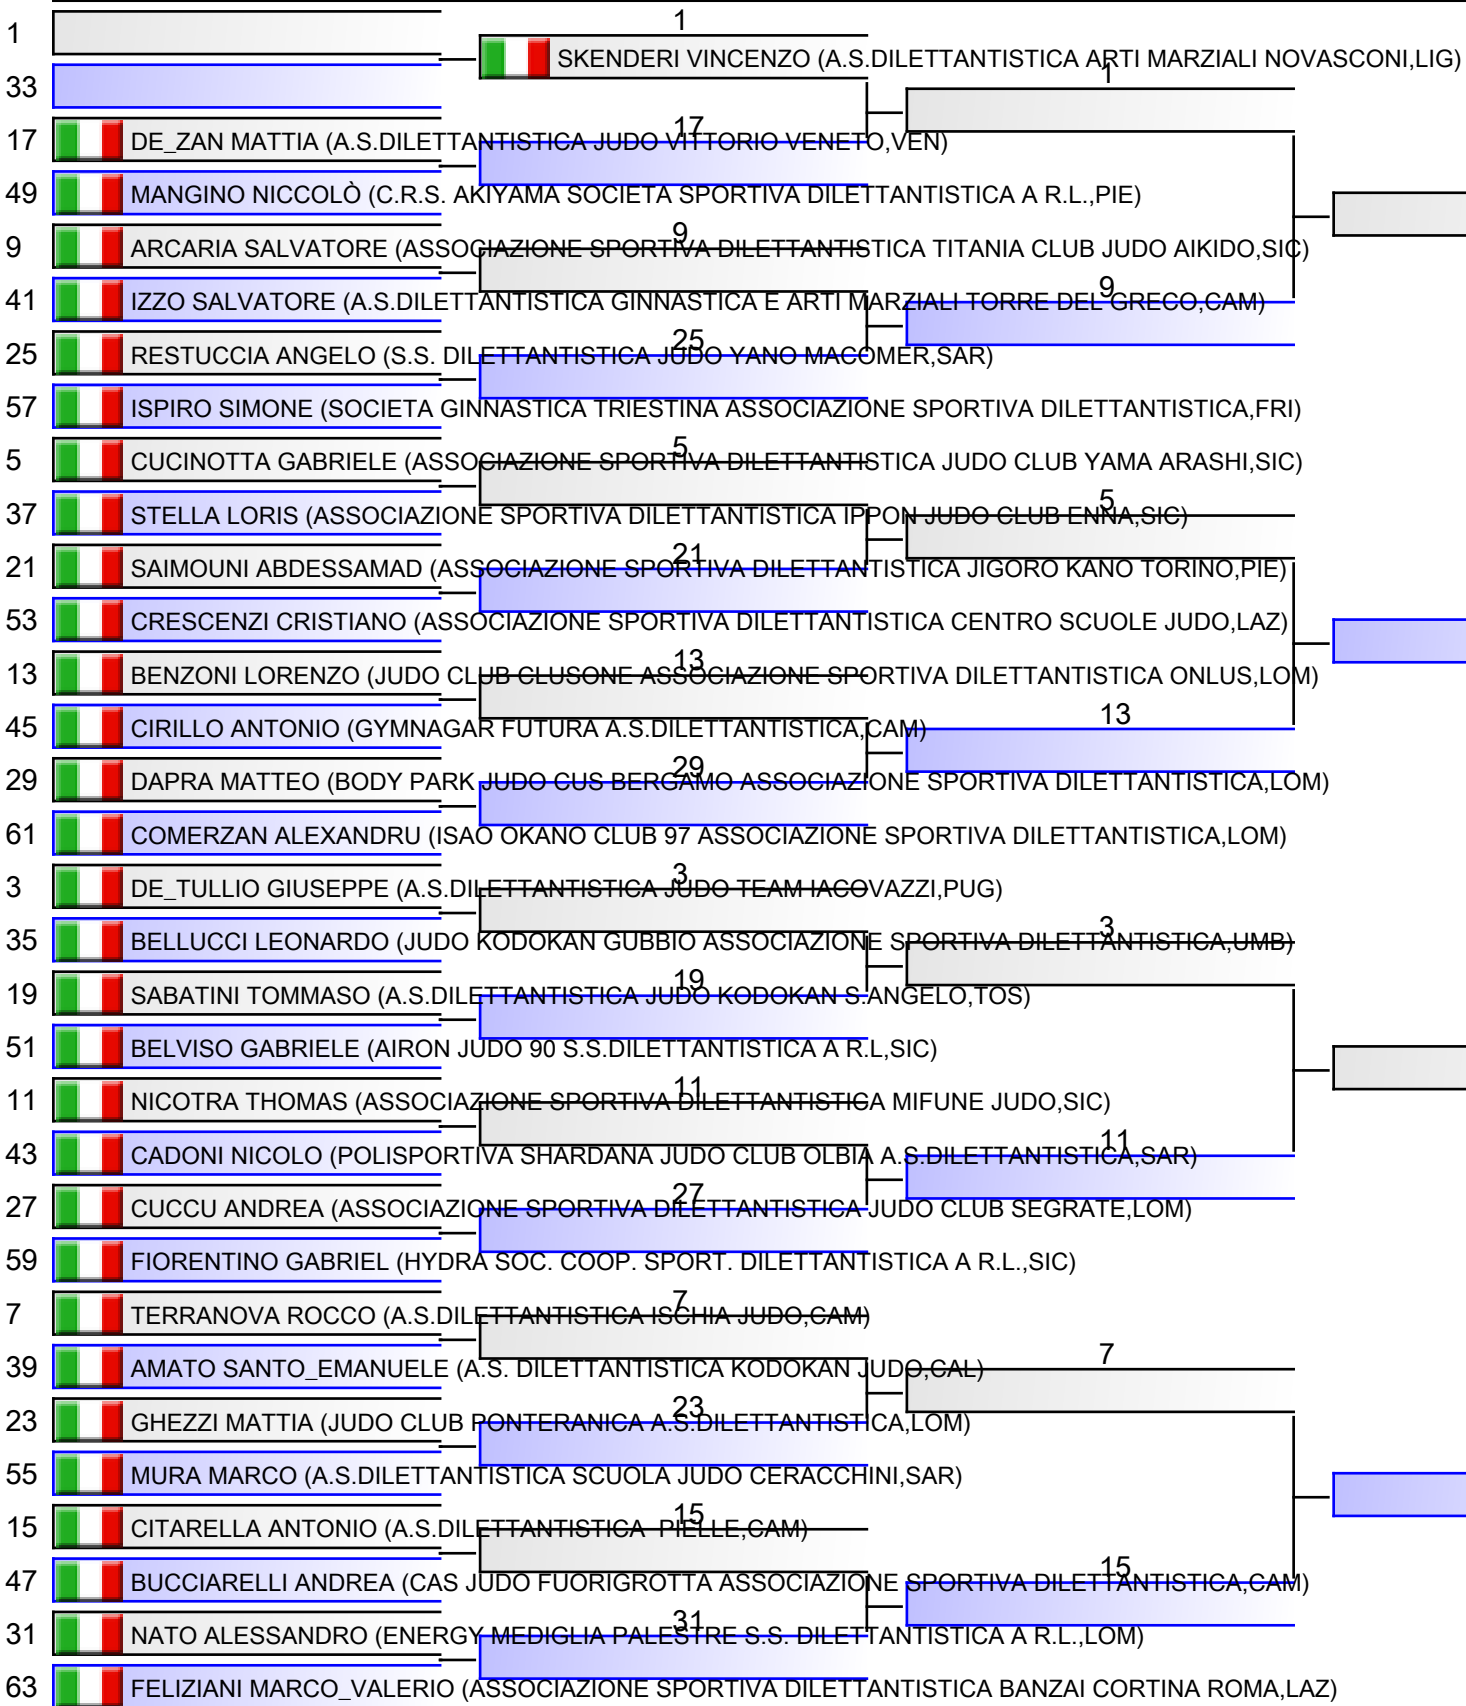 1
1
SKENDERI VINCENZO (A.S.DILETTANTISTICA ARTI MARZIALI NOVASCONI,LIG)
1
33
17
17 DE_ZAN MATTIA (A.S.DILETTANTISTICA JUDO VITTORIO VENETO,VEN)
49 MANGINO NICCOLÒ (C.R.S. AKIYAMA SOCIETA SPORTIVA DILETTANTISTICA A R.L.,PIE)
9
9 ARCARIA SALVATORE (ASSOCIAZIONE SPORTIVA DILETTANTISTICA TITANIA CLUB JUDO AIKIDO,SIC)
9
41 IZZO SALVATORE (A.S.DILETTANTISTICA GINNASTICA E ARTI MARZIALI TORRE DEL GRECO,CAM)
25
25 RESTUCCIA ANGELO (S.S. DILETTANTISTICA JUDO YANO MACOMER,SAR)
57 ISPIRO SIMONE (SOCIETA GINNASTICA TRIESTINA ASSOCIAZIONE SPORTIVA DILETTANTISTICA,FRI)
5
5 CUCINOTTA GABRIELE (ASSOCIAZIONE SPORTIVA DILETTANTISTICA JUDO CLUB YAMA ARASHI,SIC)
5
37 STELLA LORIS (ASSOCIAZIONE SPORTIVA DILETTANTISTICA IPPON JUDO CLUB ENNA,SIC)
21
21 SAIMOUNI ABDESSAMAD (ASSOCIAZIONE SPORTIVA DILETTANTISTICA JIGORO KANO TORINO,PIE)
53 CRESCENZI CRISTIANO (ASSOCIAZIONE SPORTIVA DILETTANTISTICA CENTRO SCUOLE JUDO,LAZ)
13
13 BENZONI LORENZO (JUDO CLUB CLUSONE ASSOCIAZIONE SPORTIVA DILETTANTISTICA ONLUS,LOM)
13
45 CIRILLO ANTONIO (GYMNAGAR FUTURA A.S.DILETTANTISTICA,CAM)
29
29 DAPRA MATTEO (BODY PARK JUDO CUS BERGAMO ASSOCIAZIONE SPORTIVA DILETTANTISTICA,LOM)
61 COMERZAN ALEXANDRU (ISAO OKANO CLUB 97 ASSOCIAZIONE SPORTIVA DILETTANTISTICA,LOM)
3
3 DE_TULLIO GIUSEPPE (A.S.DILETTANTISTICA JUDO TEAM IACOVAZZI,PUG)
3
35 BELLUCCI LEONARDO (JUDO KODOKAN GUBBIO ASSOCIAZIONE SPORTIVA DILETTANTISTICA,UMB)
19
19 SABATINI TOMMASO (A.S.DILETTANTISTICA JUDO KODOKAN S.ANGELO,TOS)
51 BELVISO GABRIELE (AIRON JUDO 90 S.S.DILETTANTISTICA A R.L,SIC)
11
11 NICOTRA THOMAS (ASSOCIAZIONE SPORTIVA DILETTANTISTICA MIFUNE JUDO,SIC)
11
43 CADONI NICOLO (POLISPORTIVA SHARDANA JUDO CLUB OLBIA A.S.DILETTANTISTICA,SAR)
27
27 CUCCU ANDREA (ASSOCIAZIONE SPORTIVA DILETTANTISTICA JUDO CLUB SEGRATE,LOM)
59 FIORENTINO GABRIEL (HYDRA SOC. COOP. SPORT. DILETTANTISTICA A R.L.,SIC)
7
7 TERRANOVA ROCCO (A.S.DILETTANTISTICA ISCHIA JUDO,CAM)
7
39 AMATO SANTO_EMANUELE (A.S. DILETTANTISTICA KODOKAN JUDO,CAL)
23
23 GHEZZI MATTIA (JUDO CLUB PONTERANICA A.S.DILETTANTISTICA,LOM)
55 MURA MARCO (A.S.DILETTANTISTICA SCUOLA JUDO CERACCHINI,SAR)
15
15 CITARELLA ANTONIO (A.S.DILETTANTISTICA  PIELLE,CAM)
15
47 BUCCIARELLI ANDREA (CAS JUDO FUORIGROTTA ASSOCIAZIONE SPORTIVA DILETTANTISTICA,CAM)
31
31 NATO ALESSANDRO (ENERGY MEDIGLIA PALESTRE S.S. DILETTANTISTICA A R.L.,LOM)
63 FELIZIANI MARCO_VALERIO (ASSOCIAZIONE SPORTIVA DILETTANTISTICA BANZAI CORTINA ROMA,LAZ)